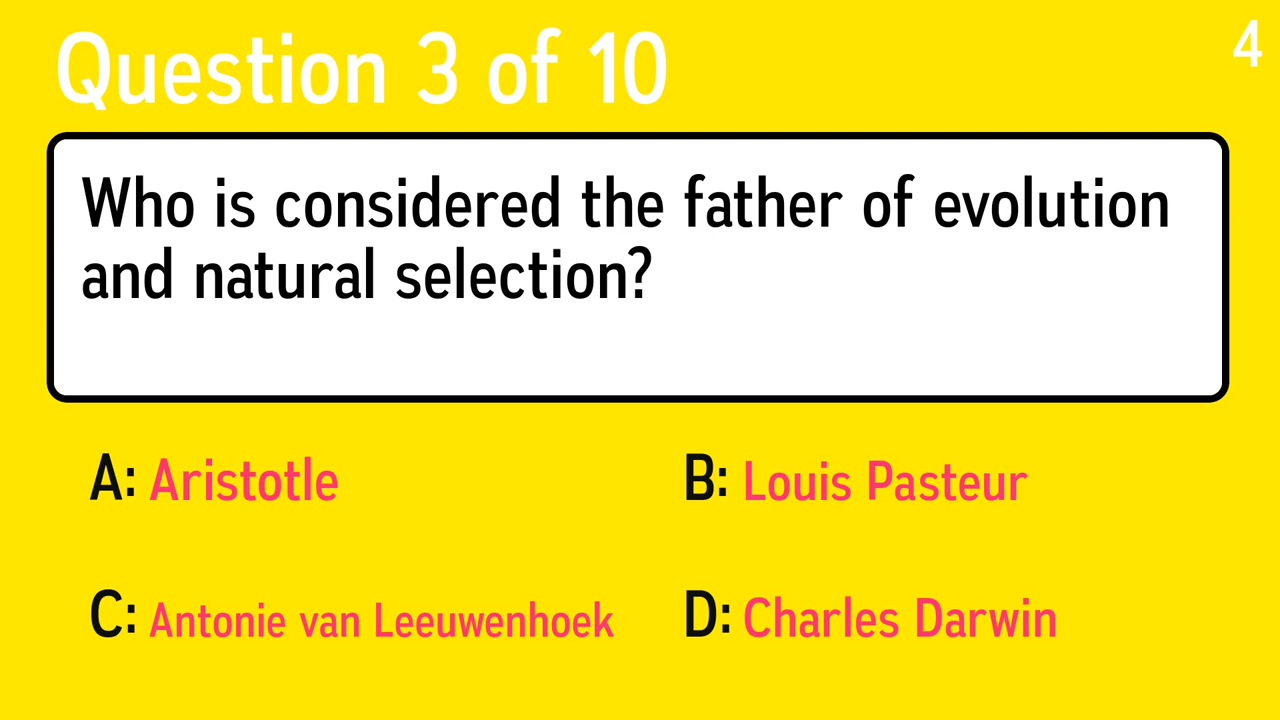 Question 3 of 10
4
Who is considered the father of evolution
and natural selection?
A: Aristotle
B: Louis Pasteur
C: Antonie van Leeuwenhoek
D: Charles Darwin